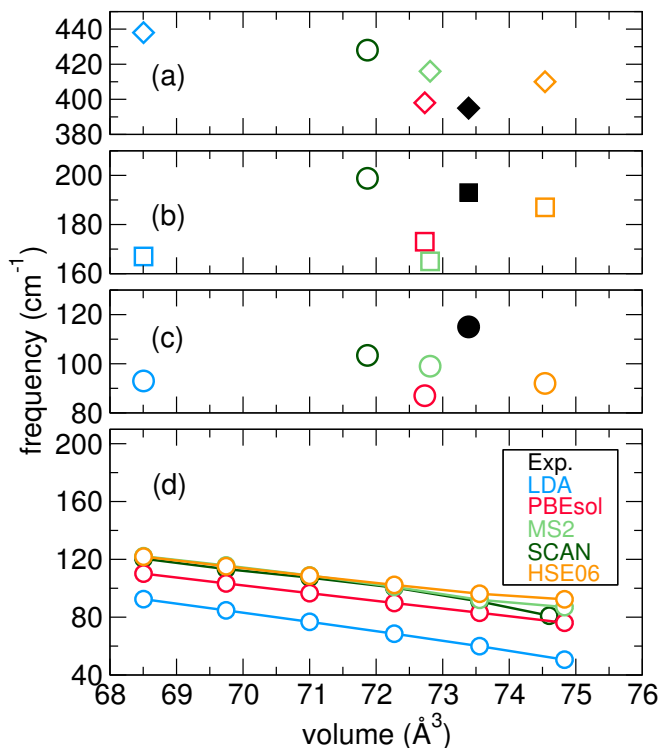 440
420
400
380
(a)
200
180
160
(b)
120
100
80
(c)
200
160
120
80
40
(d)
Exp.
LDA
PBEsol
MS2
SCAN
HSE06
68 69 70 71 72 73 74 75 76
volume (Å³)
frequency (cm⁻¹)